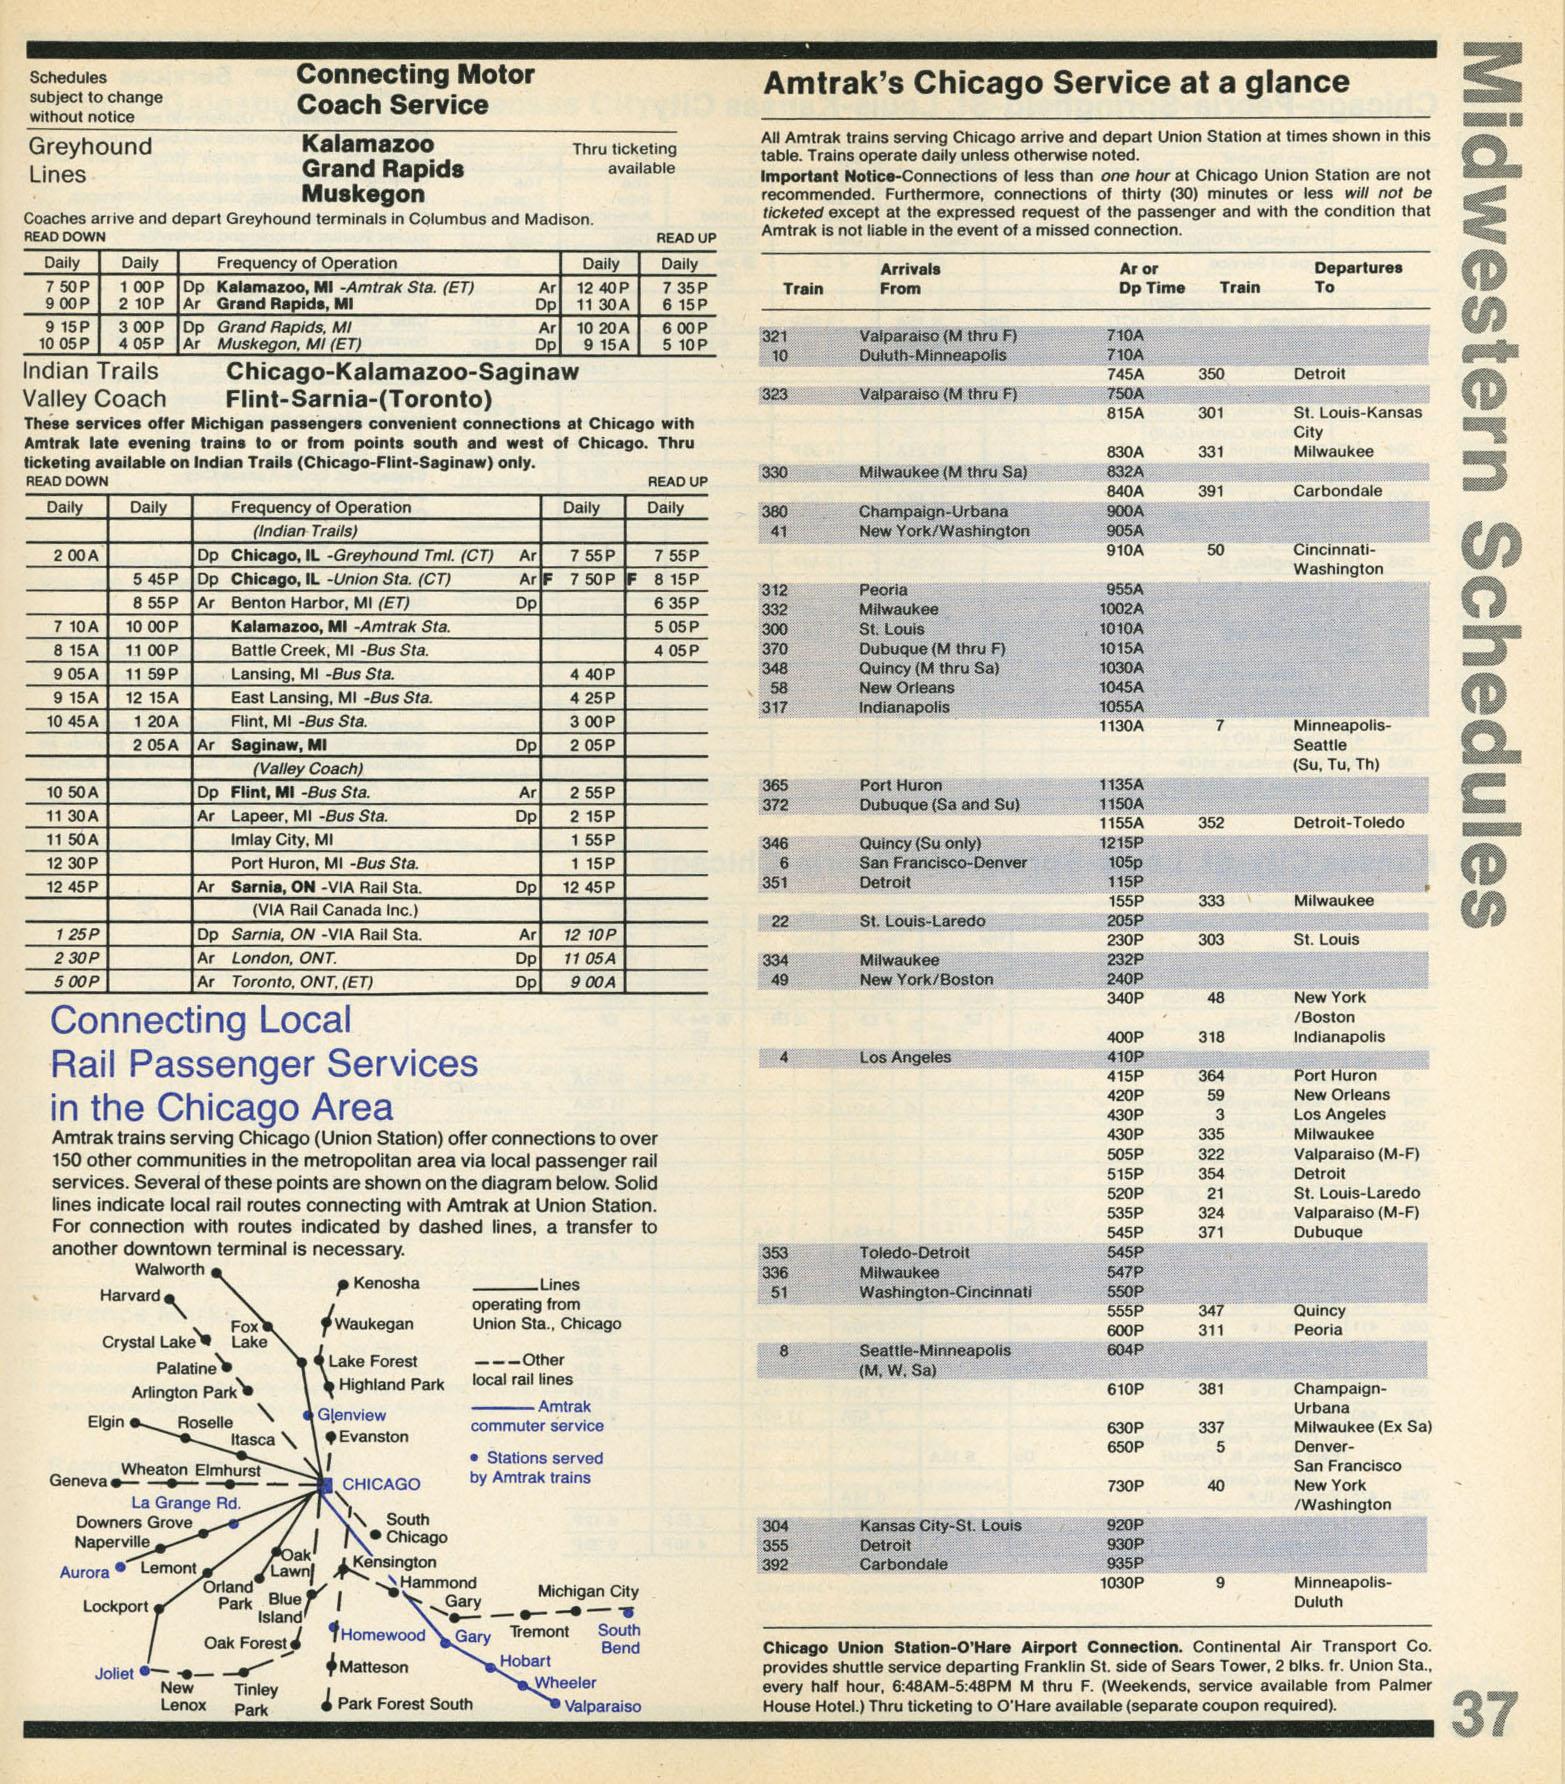 Schedules
subject to change
without notice
Connecting Motor
Coach Service
Greyhound
Lines
Kalamazoo
Grand Rapids
Muskegon
Thru ticketing
available
Coaches arrive and depart Greyhound terminals in Columbus and Madison.
READ DOWN READ UP
Daily Daily Frequency of Operation Daily Daily
7 50P 1 00P Dp Kalamazoo, MI -Amtrak Sta. (ET) Ar 12 40P 7 35P
9 00P 2 10P Ar Grand Rapids, MI Dp 11 30A 6 15P
9 15P 3 00P Dp Grand Rapids, MI Ar 10 20A 6 00P
10 05P 4 05P Ar Muskegon, MI (ET) Dp 9 15A 5 10P
Indian Trails Chicago-Kalamazoo-Saginaw
Valley Coach Flint-Sarnia-(Toronto)
These services offer Michigan passengers convenient connections at Chicago with
Amtrak late evening trains to or from points south and west of Chicago. Thru
ticketing available on Indian Trails (Chicago-Flint-Saginaw) only.
READ DOWN READ UP
Daily Daily Frequency of Operation Daily Daily
(Indian Trails)
2 00A Dp Chicago, IL -Greyhound Tml. (CT) Ar 7 55P 7 55P
5 45P Dp Chicago, IL -Union Sta. (CT) Ar F 7 50P F 8 15P
8 55P Ar Benton Harbor, MI (ET) Dp 6 35P
7 10A 10 00P Kalamazoo, MI -Amtrak Sta. 5 05P
8 15A 11 00P Battle Creek, MI -Bus Sta. 4 05P
9 05A 11 59P Lansing, MI -Bus Sta. 4 40P
9 15A 12 15A East Lansing, MI -Bus Sta. 4 25P
10 45A 1 20A Flint, MI -Bus Sta. 3 00P
2 05A Ar Saginaw, MI Dp 2 05P
(Valley Coach)
10 50A Dp Flint, MI -Bus Sta. Ar 2 55P
11 30A Ar Lapeer, MI -Bus Sta. Dp 2 15P
11 50A Imlay City, MI 1 55P
12 30P Port Huron, MI -Bus Sta. 1 15P
12 45P Ar Sarnia, ON -VIA Rail Sta. Dp 12 45P
(VIA Rail Canada Inc.)
1 25P Dp Sarnia, ON -VIA Rail Sta. Ar 12 10P
2 30P Ar London, ONT. Dp 11 05A
5 00P Ar Toronto, ONT, (ET) Dp 9 00A
Connecting Local
Rail Passenger Services
in the Chicago Area
Amtrak trains serving Chicago (Union Station) offer connections to over
150 other communities in the metropolitan area via local passenger rail
services. Several of these points are shown on the diagram below. Solid
lines indicate local rail routes connecting with Amtrak at Union Station.
For connection with routes indicated by dashed lines, a transfer to
another downtown terminal is necessary.
Walworth
Harvard
Kenosha
Fox
Lake
Waukegan
Crystal Lake
Palatine
Lake Forest
Arlington Park
Highland Park
Glenview
Elgin
Roselle
Itasca
Evanston
Geneva
Wheaton Elmhurst
CHICAGO
La Grange Rd.
Downers Grove
Naperville
Aurora
Lemont
Oak
Lawn
Orland
Park
Blue
Island
Lockport
Oak Forest
Joliet
New
Lenox
Tinley
Park
South
Chicago
Kensington
Hammond
Gary
Michigan City
Tremont
South
Bend
Homewood
Gary
Hobart
Matteson
Wheeler
Park Forest South
Valparaiso
Lines
operating from
Union Sta., Chicago
Other
local rail lines
Amtrak
commuter service
Stations served
by Amtrak trains
Amtrak's Chicago Service at a glance
All Amtrak trains serving Chicago arrive and depart Union Station at times shown in this
table. Trains operate daily unless otherwise noted.
Important Notice-Connections of less than one hour at Chicago Union Station are not
recommended. Furthermore, connections of thirty (30) minutes or less will not be
ticketed except at the expressed request of the passenger and with the condition that
Amtrak is not liable in the event of a missed connection.
Arrivals Ar or Departures
Train From Dp Time Train To
321 Valparaiso (M thru F) 710A
10 Duluth-Minneapolis 710A
745A 350 Detroit
323 Valparaiso (M thru F) 750A
815A 301 St. Louis-Kansas
City
830A 331 Milwaukee
330 Milwaukee (M thru Sa) 832A
840A 391 Carbondale
380 Champaign-Urbana 900A
41 New York/Washington 905A
910A 50 Cincinnati-
Washington
312 Peoria 955A
332 Milwaukee 1002A
300 St. Louis 1010A
370 Dubuque (M thru F) 1015A
348 Quincy (M thru Sa) 1030A
58 New Orleans 1045A
317 Indianapolis 1055A
1130A 7 Minneapolis-
Seattle
(Su, Tu, Th)
365 Port Huron 1135A
372 Dubuque (Sa and Su) 1150A
1155A 352 Detroit-Toledo
346 Quincy (Su only) 1215P
6 San Francisco-Denver 105p
351 Detroit 115P
155P 333 Milwaukee
22 St. Louis-Laredo 205P
230P 303 St. Louis
334 Milwaukee 232P
49 New York/Boston 240P
340P 48 New York
/Boston
400P 318 Indianapolis
4 Los Angeles 410P
415P 364 Port Huron
420P 59 New Orleans
430P 3 Los Angeles
430P 335 Milwaukee
505P 322 Valparaiso (M-F)
515P 354 Detroit
520P 21 St. Louis-Laredo
535P 324 Valparaiso (M-F)
545P 371 Dubuque
353 Toledo-Detroit 545P
336 Milwaukee 547P
51 Washington-Cincinnati 550P
555P 347 Quincy
600P 311 Peoria
8 Seattle-Minneapolis 604P
(M, W, Sa)
610P 381 Champaign-
Urbana
630P 337 Milwaukee (Ex Sa)
650P 5 Denver-
San Francisco
730P 40 New York
/Washington
304 Kansas City-St. Louis 920P
355 Detroit 930P
392 Carbondale 935P
1030P 9 Minneapolis-
Duluth
Chicago Union Station-O'Hare Airport Connection. Continental Air Transport Co.
provides shuttle service departing Franklin St. side of Sears Tower, 2 blks. fr. Union Sta.,
every half hour, 6:48AM-5:48PM M thru F. (Weekends, service available from Palmer
House Hotel.) Thru ticketing to O'Hare available (separate coupon required).
Midwestern Schedules
37